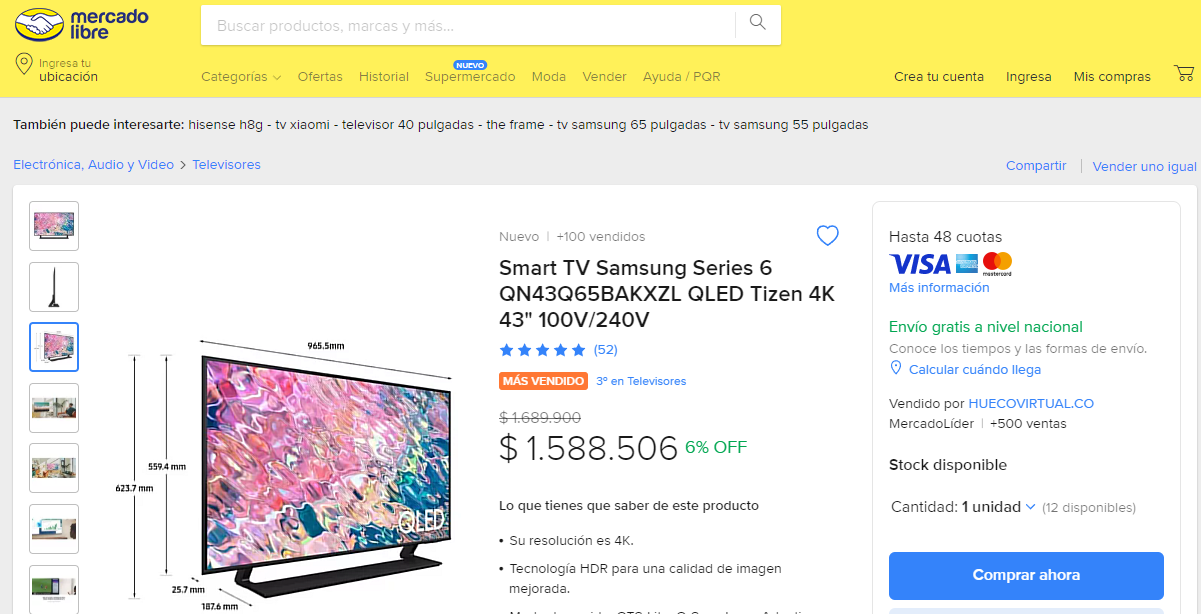 mercado
libre
Buscar productos, marcas y más...
Ingresa tu
ubicación
Categorías
Ofertas
Historial
NUEVO
Supermercado
Moda
Vender
Ayuda / PQR
Crea tu cuenta
Ingresa
Mis compras
También puede interesarte: hisense h8g - tv xiaomi - televisor 40 pulgadas - the frame - tv samsung 65 pulgadas - tv samsung 55 pulgadas
Electrónica, Audio y Video > Televisores
Compartir | Vender uno igual
965.5mm
559.4 mm
623.7 mm
QLED
25.7 mm
187.6 mm
Nuevo | +100 vendidos
Smart TV Samsung Series 6
QN43Q65BAKXZL QLED Tizen 4K
43" 100V/240V
(52)
MÁS VENDIDO 3º en Televisores
$ 1.689.900
$ 1.588.506 6% OFF
Lo que tienes que saber de este producto
• Su resolución es 4K.
• Tecnología HDR para una calidad de imagen
mejorada.
Hasta 48 cuotas
VISA
mastercard
Más información
Envío gratis a nivel nacional
Conoce los tiempos y las formas de envío.
Calcular cuándo llega
Vendido por HUECOVIRTUAL.CO
MercadoLíder | +500 ventas
Stock disponible
Cantidad: 1 unidad (12 disponibles)
Comprar ahora